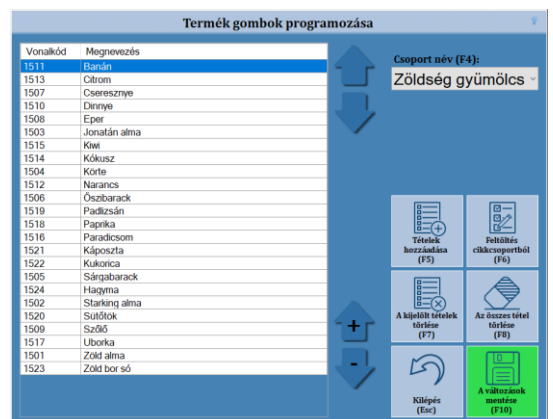 Termék gombok programozása
?
Vonalkód Megnevezés
1511 Banán
1513 Citrom
1507 Cseresznye
1510 Dinnye
1508 Eper
1503 Jonatán alma
1515 Kiwi
1514 Kókusz
1504 Körte
1512 Narancs
1506 Őszibarack
1519 Padlizsán
1518 Paprika
1516 Paradicsom
1521 Káposzta
1522 Kukorica
1505 Sárgabarack
1524 Hagyma
1502 Starking alma
1520 Sütőtök
1509 Szőlő
1517 Uborka
1501 Zöld alma
1523 Zöld bor só
+
-
Csoport név (F4):
Zöldség gyümölcs
Tételek
hozzáadása
(F5)
Feltöltés
cikkcsoportból
(F6)
A kijelölt tételek
törlése
(F7)
Az összes tétel
törlése
(F8)
Kilépés
(Esc)
A változások
mentése
(F10)